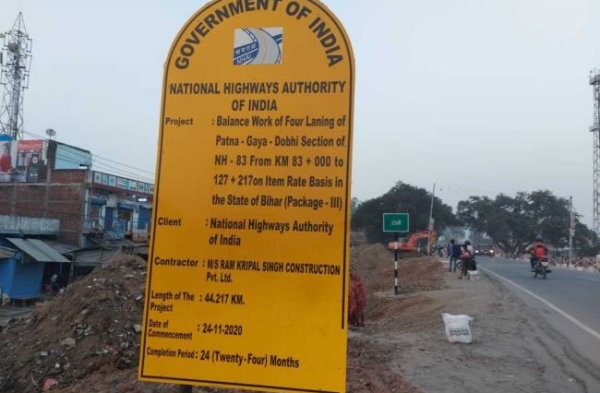 GOVERNMENT OF INDIA
NHAI
NATIONAL HIGHWAYS AUTHORITY
OF INDIA
Project : Balance Work of Four Laning of
Patna - Gaya - Dobhi Section of
NH - 83 From KM 83 + 000 to
127 + 217on Item Rate Basis in
the State of Bihar (Package - III)
Client : National Highways Authority
of India
Contractor : M/S RAM KRIPAL SINGH CONSTRUCTION
Pvt. Ltd.
Length of The
Project : 44.217 KM.
Date of
Commencement : 24-11-2020
Completion Period : 24 (Twenty-Four) Months